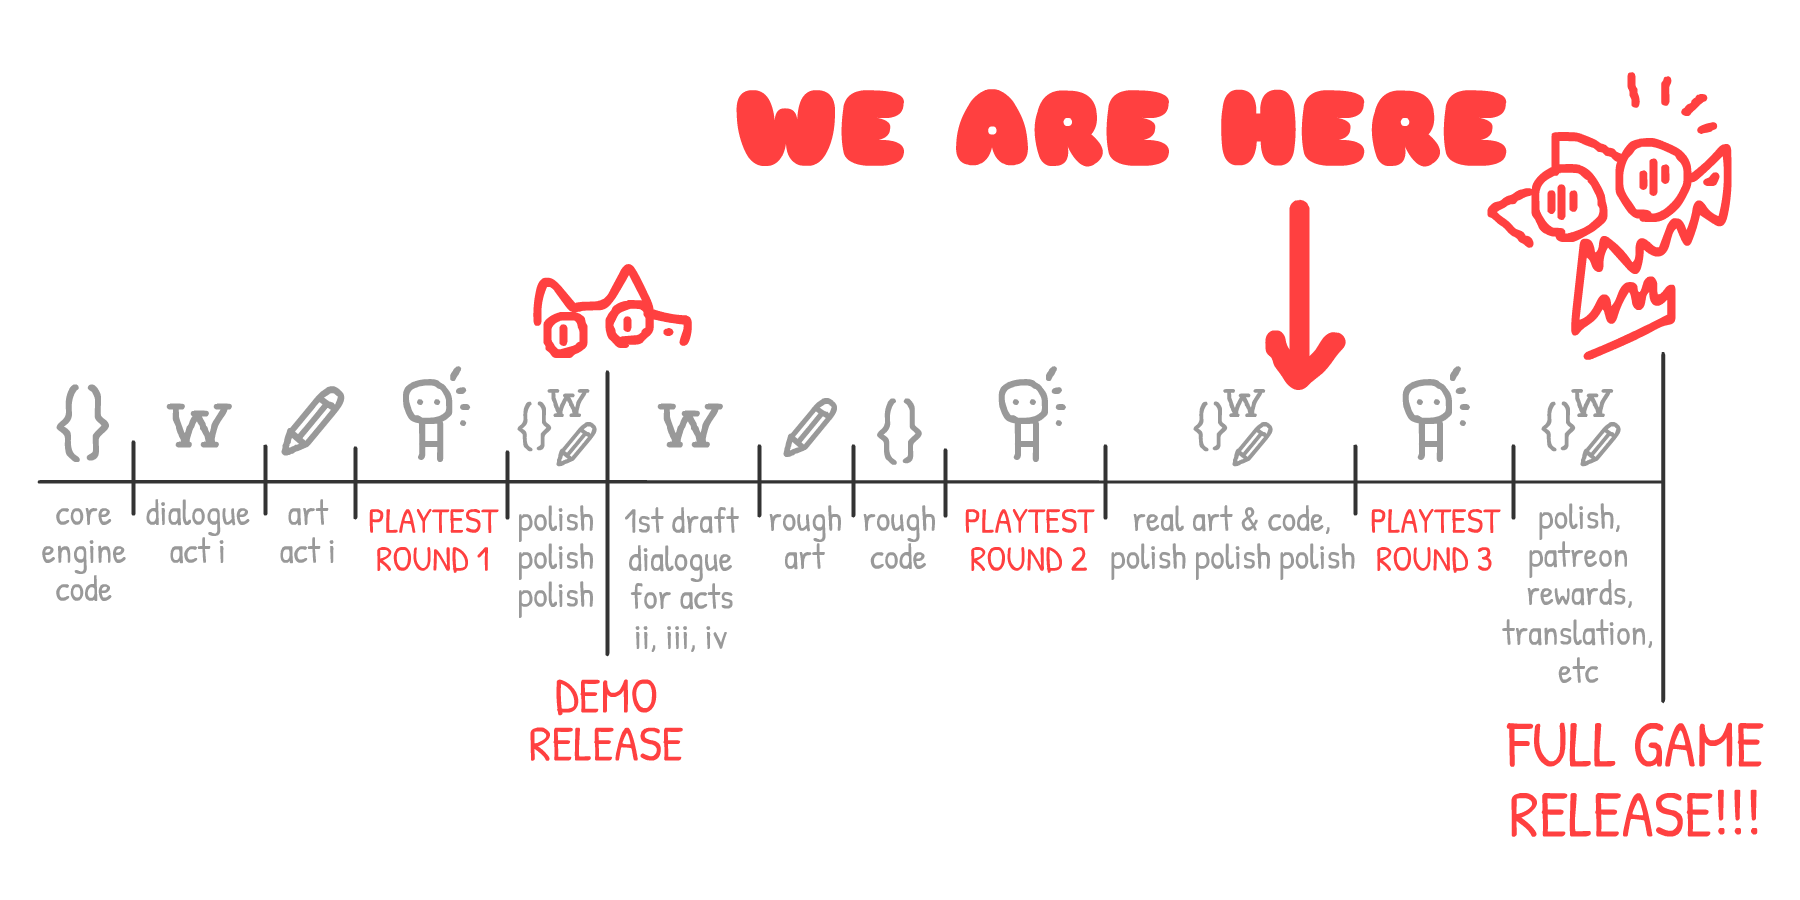 WE ARE HERE
{}
W
{}W
W
{}
{}W
{}W
core
engine
code
dialogue
act i
art
act i
PLAYTEST
ROUND 1
polish
polish
polish
1st draft
dialogue
for acts
ii, iii, iv
rough
art
rough
code
PLAYTEST
ROUND 2
real art & code,
polish polish polish
PLAYTEST
ROUND 3
polish,
patreon
rewards,
translation,
etc
DEMO
RELEASE
FULL GAME
RELEASE!!!